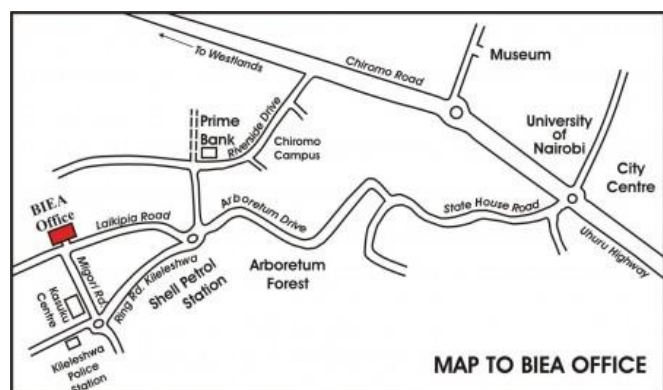 To Westlands
Chiromo Road
Museum
Prime
Bank
Riverside Drive
Chiromo
Campus
University
of
Nairobi
City
Centre
BIEA
Office
Laikipia Road
Arboretum Drive
State House Road
Uhuru Highway
Migori Rd.
Ring Rd. Kileleshwa
Shell Petrol
Station
Arboretum
Forest
Kasuku
Centre
Kileleshwa
Police
Station
MAP TO BIEA OFFICE